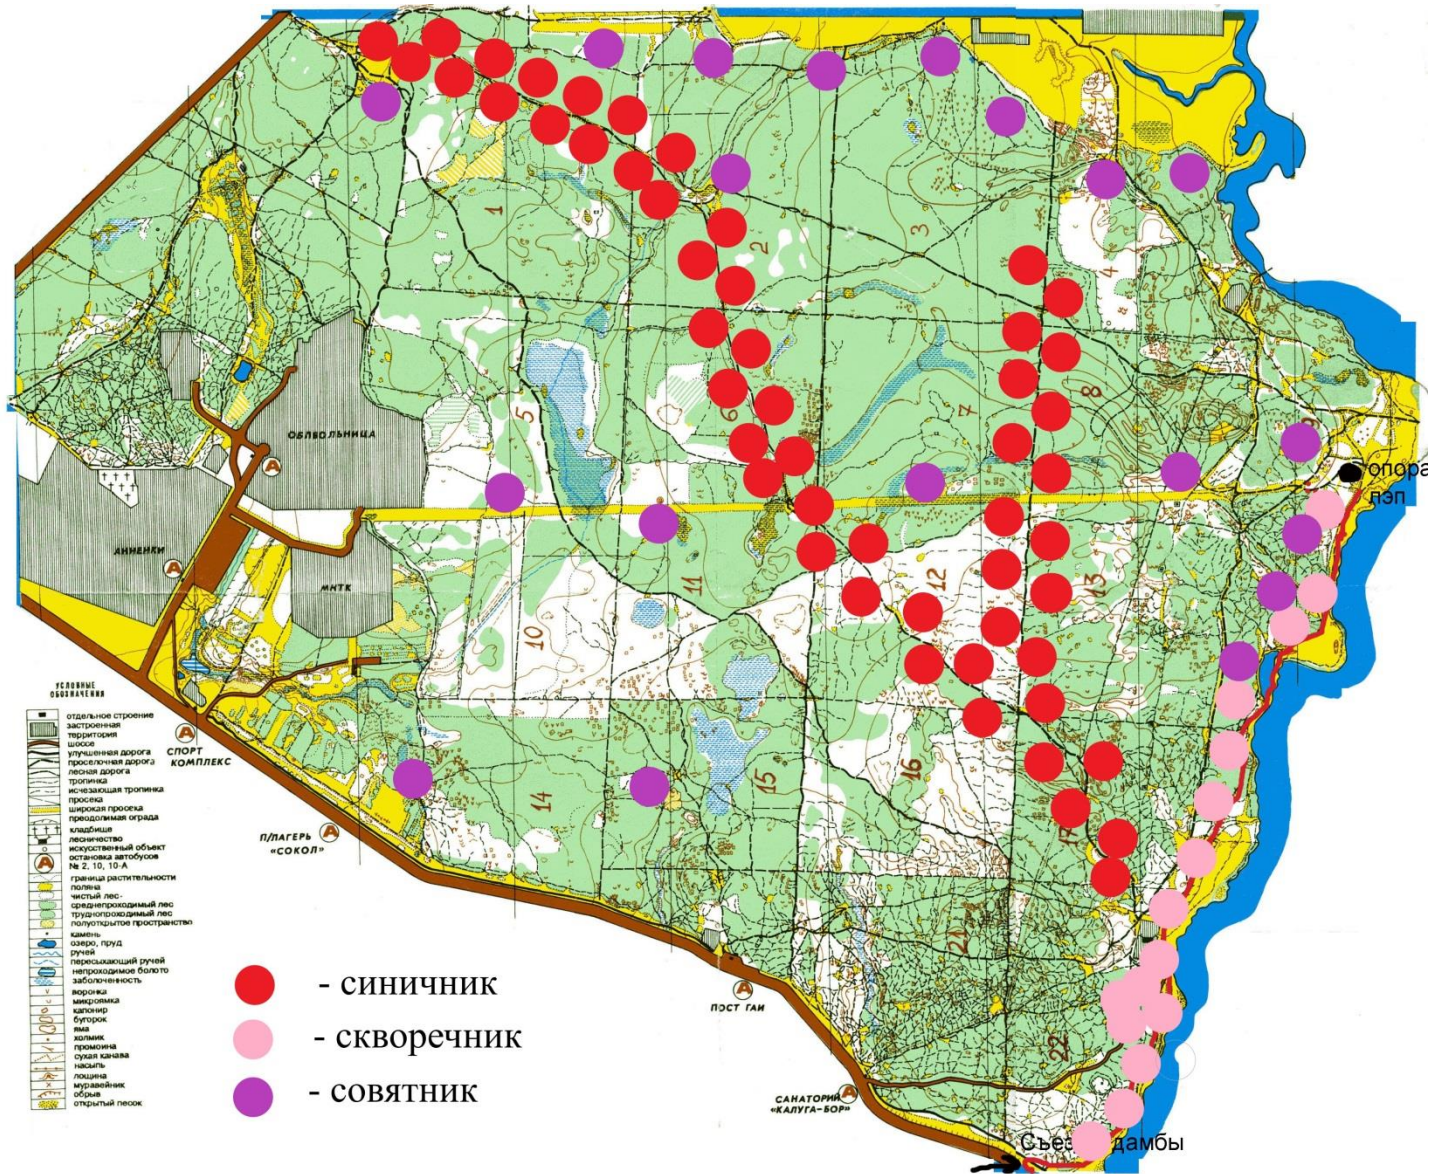 1
2
3
4
5
6
7
8
ОБЛБОЛЬНИЦА
А
опора
лэп
АННЕНКИ
А
МНТК
11
12
13
10
УСЛОВНЫЕ
ОБОЗНАЧЕНИЯ
отдельное строение
застроенная
территория
шоссе
улучшенная дорога
проселочная дорога
лесная дорога
тропинка
исчезающая тропинка
просека
широкая просека
преодолимая ограда
кладбище
лесничество
искусственный объект
остановка автобусов
№ 2, 10, 10-А
граница растительности
поляна
чистый лес
среднепроходимый лес
труднопроходимый лес
полуоткрытое пространство
камень
озеро, пруд
ручей
пересыхающий ручей
непроходимое болото
заболоченность
воронка
микроямка
капонир
бугорок
яма
холмик
промоина
сухая канава
насыпь
лощина
муравейник
обрыв
открытый песок
А
СПОРТ
КОМПЛЕКС
14
15
16
17
П/ЛАГЕРЬ
«СОКОЛ»
А
21
22
А
ПОСТ ГАИ
САНАТОРИЙ
«КАЛУГА-БОР»
А
- синичник
- скворечник
- совятник
Съез дамбы